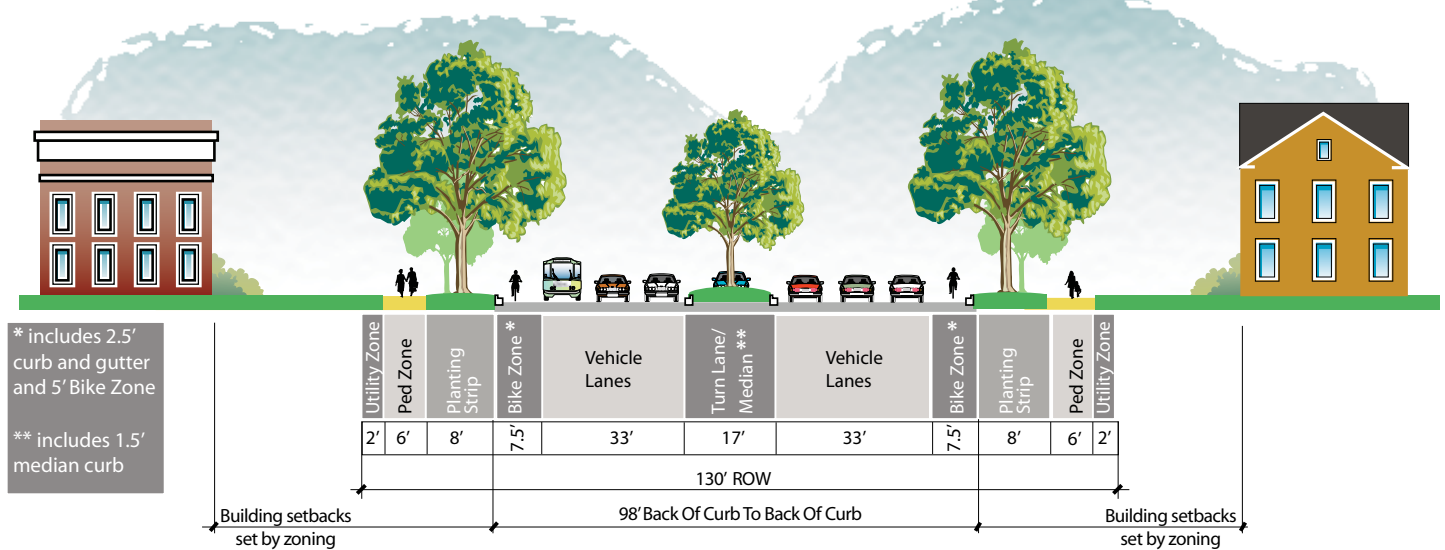 * includes 2.5’
curb and gutter
and 5’ Bike Zone
** includes 1.5’
median curb
Utility Zone
Ped Zone
Planting
Strip
Bike Zone *
Vehicle
Lanes
Turn Lane/
Median **
Vehicle
Lanes
Bike Zone *
Planting
Strip
Ped Zone
Utility Zone
2’ 6’ 8’ 7.5’ 33’ 17’ 33’ 7.5’ 8’ 6’ 2’
130’ ROW
98’ Back Of Curb To Back Of Curb
Building setbacks
set by zoning
Building setbacks
set by zoning